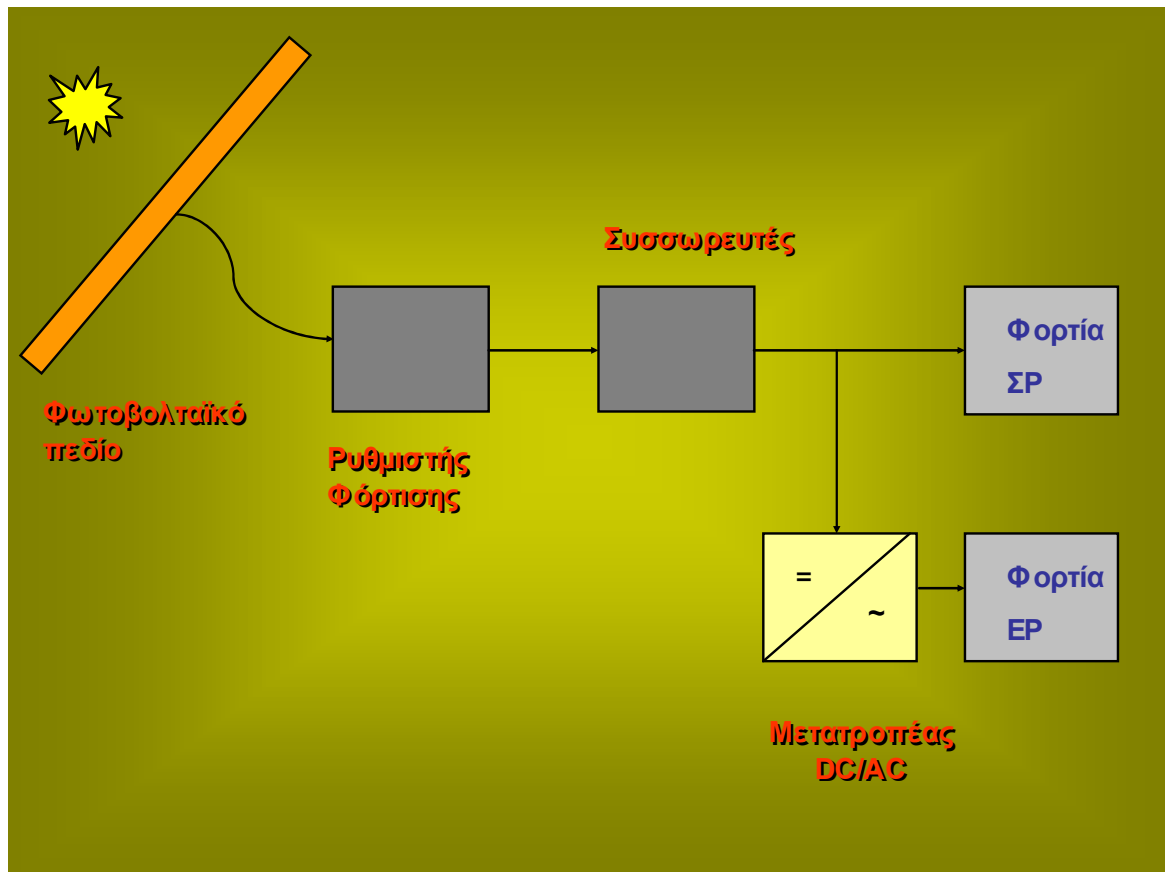 Συσσωρευτές
Φορτία
ΣΡ
Φωτοβολταϊκό
πεδίο
Ρυθμιστής
Φόρτισης
=
~
Φορτία
ΕΡ
Μετατροπέας
DC/AC